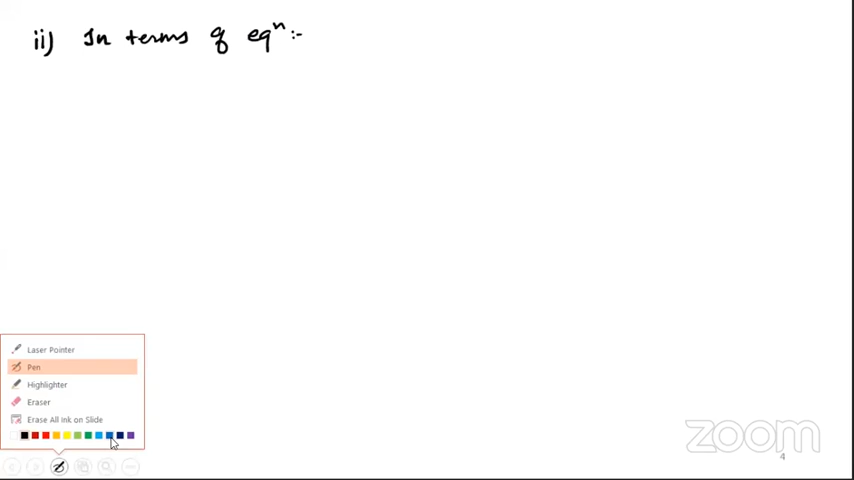 ii) In terms of eqⁿ :-
Laser Pointer
Pen
Highlighter
Eraser
Erase All Ink on Slide
zoom
4